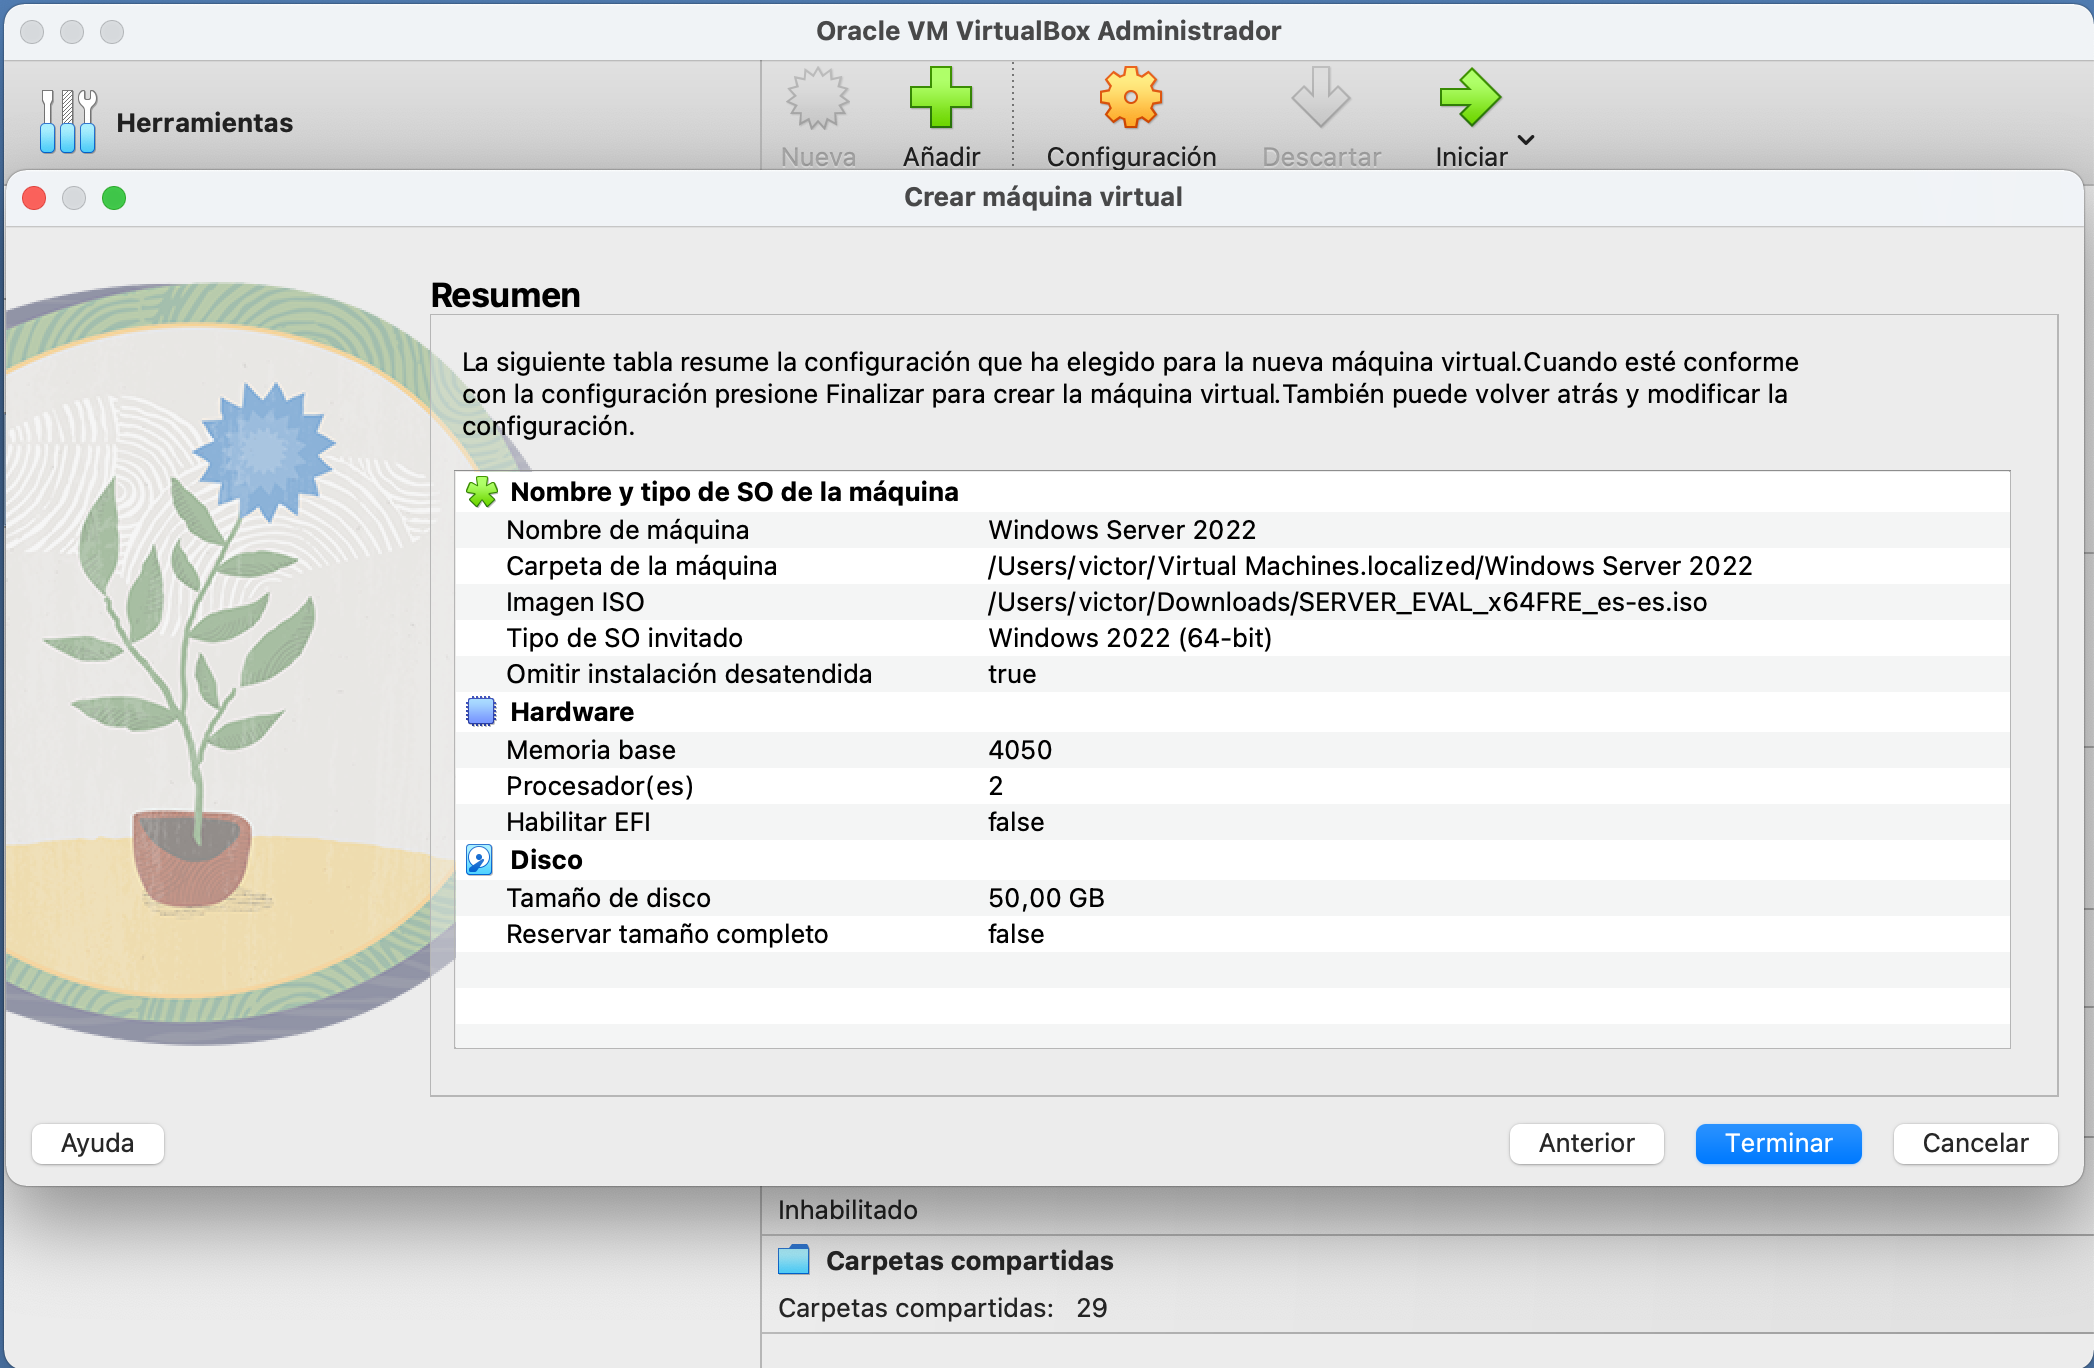 Oracle VM VirtualBox Administrador
Herramientas
Nueva
Añadir
Configuración
Descartar
Iniciar
Crear máquina virtual
Resumen
La siguiente tabla resume la configuración que ha elegido para la nueva máquina virtual.Cuando esté conforme
con la configuración presione Finalizar para crear la máquina virtual.También puede volver atrás y modificar la
configuración.
Nombre y tipo de SO de la máquina
Nombre de máquina Windows Server 2022
Carpeta de la máquina /Users/victor/Virtual Machines.localized/Windows Server 2022
Imagen ISO /Users/victor/Downloads/SERVER_EVAL_x64FRE_es-es.iso
Tipo de SO invitado Windows 2022 (64-bit)
Omitir instalación desatendida true
Hardware
Memoria base 4050
Procesador(es) 2
Habilitar EFI false
Disco
Tamaño de disco 50,00 GB
Reservar tamaño completo false
Ayuda
Anterior
Terminar
Cancelar
Inhabilitado
Carpetas compartidas
Carpetas compartidas: 29